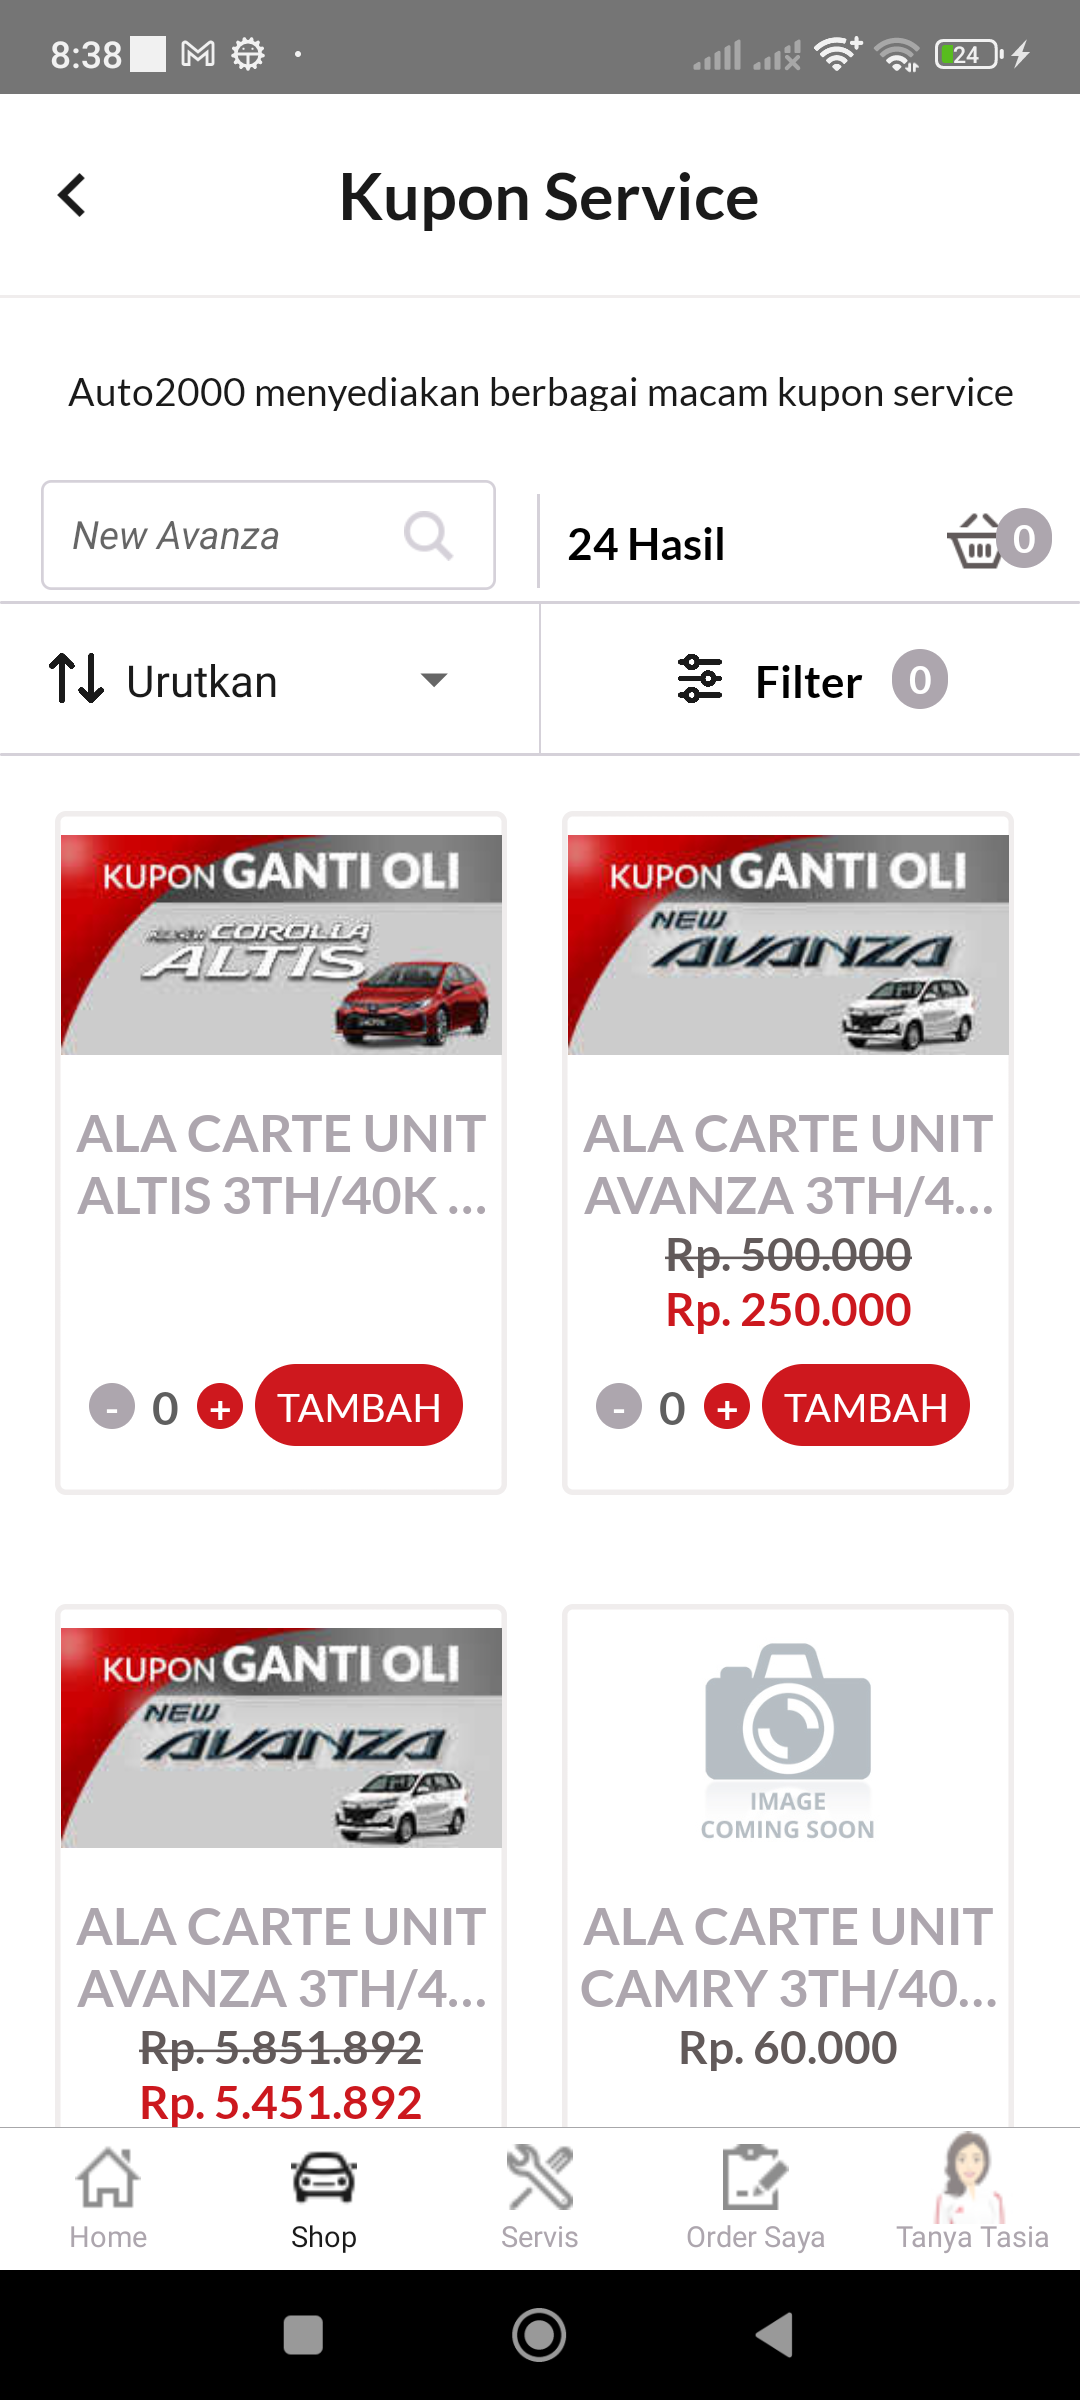 8:38
24
Kupon Service
Auto2000 menyediakan berbagai macam kupon service
New Avanza
24 Hasil
0
Urutkan
Filter
0
KUPON GANTI OLI
COROLLA
ALTIS
ALA CARTE UNIT
ALTIS 3TH/40K ...
- 0 + TAMBAH
KUPON GANTI OLI
NEW
AVANZA
ALA CARTE UNIT
AVANZA 3TH/4...
Rp. 500.000
Rp. 250.000
- 0 + TAMBAH
KUPON GANTI OLI
NEW
AVANZA
ALA CARTE UNIT
AVANZA 3TH/4...
Rp. 5.851.892
Rp. 5.451.892
IMAGE
COMING SOON
ALA CARTE UNIT
CAMRY 3TH/40...
Rp. 60.000
Home
Shop
Servis
Order Saya
Tanya Tasia